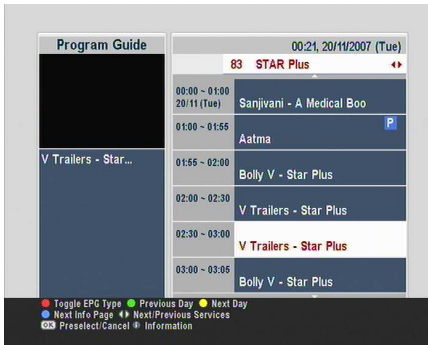 Program Guide
00:21, 20/11/2007 (Tue)
83 STAR Plus
00:00 ~ 01:00
20/11 (Tue)
Sanjivani - A Medical Boo
01:00 ~ 01:55
P
Aatma
V Trailers - Star...
01:55 ~ 02:00
Bolly V - Star Plus
02:00 ~ 02:30
V Trailers - Star Plus
02:30 ~ 03:00
V Trailers - Star Plus
03:00 ~ 03:05
Bolly V - Star Plus
Toggle EPG Type Previous Day Next Day
Next Info Page Next/Previous Services
OK Preselect/Cancel i Information